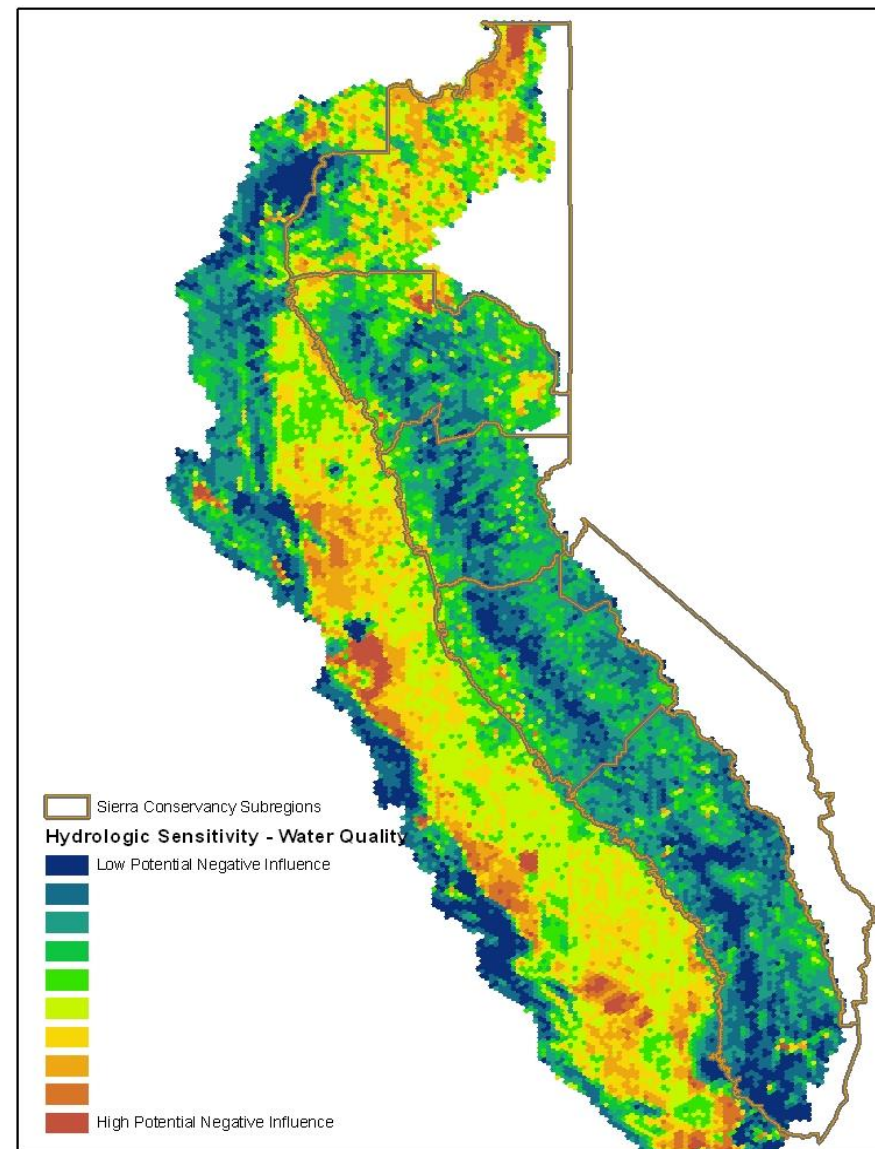 Sierra Conservancy Subregions
Hydrologic Sensitivity - Water Quality
Low Potential Negative Influence
High Potential Negative Influence